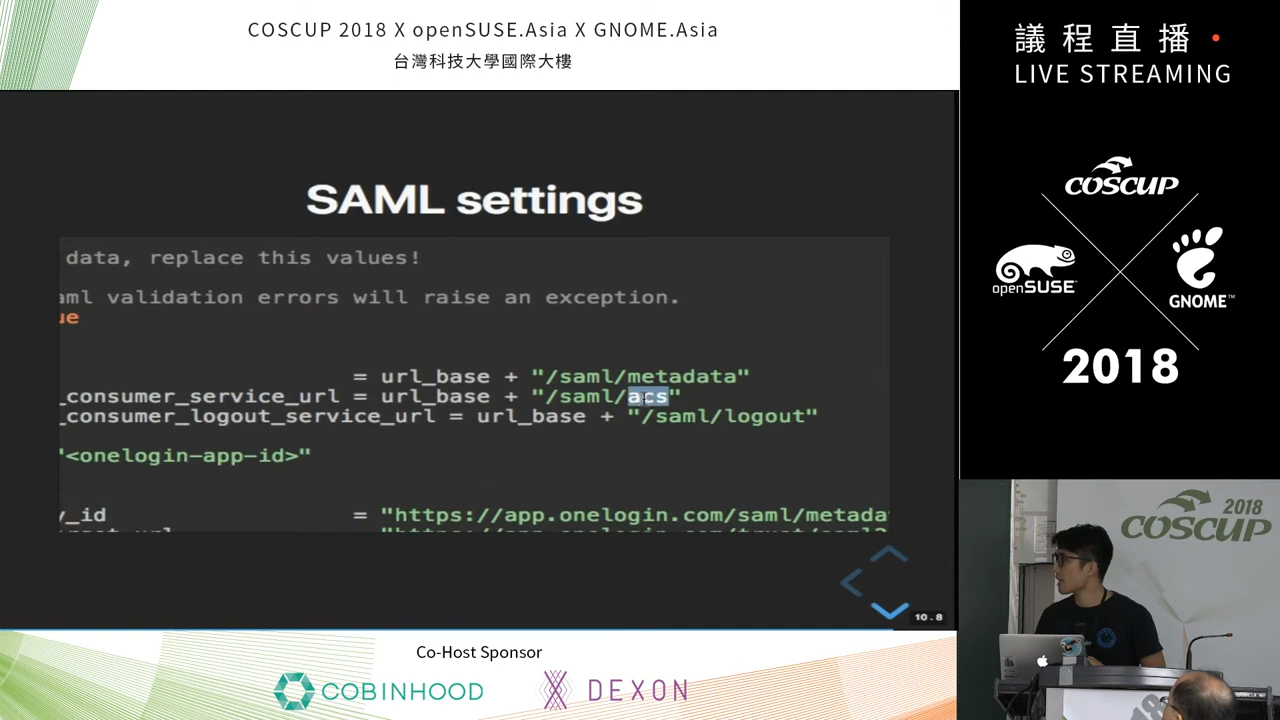 COSCUP 2018 X openSUSE.Asia X GNOME.Asia
台灣科技大學國際大樓
議程直播
LIVE STREAMING
COSCUP
openSUSE
GNOME
2018
SAML settings
data, replace this values!
aml validation errors will raise an exception.
ue
= url_base + "/saml/metadata"
_consumer_service_url = url_base + "/saml/acs"
_consumer_logout_service_url = url_base + "/saml/logout"
"<onelogin-app-id>"
y_id = "https://app.onelogin.com/saml/metada
10.8
2018
COSCUP
2018
Co-Host Sponsor
COBINHOOD
DEXON